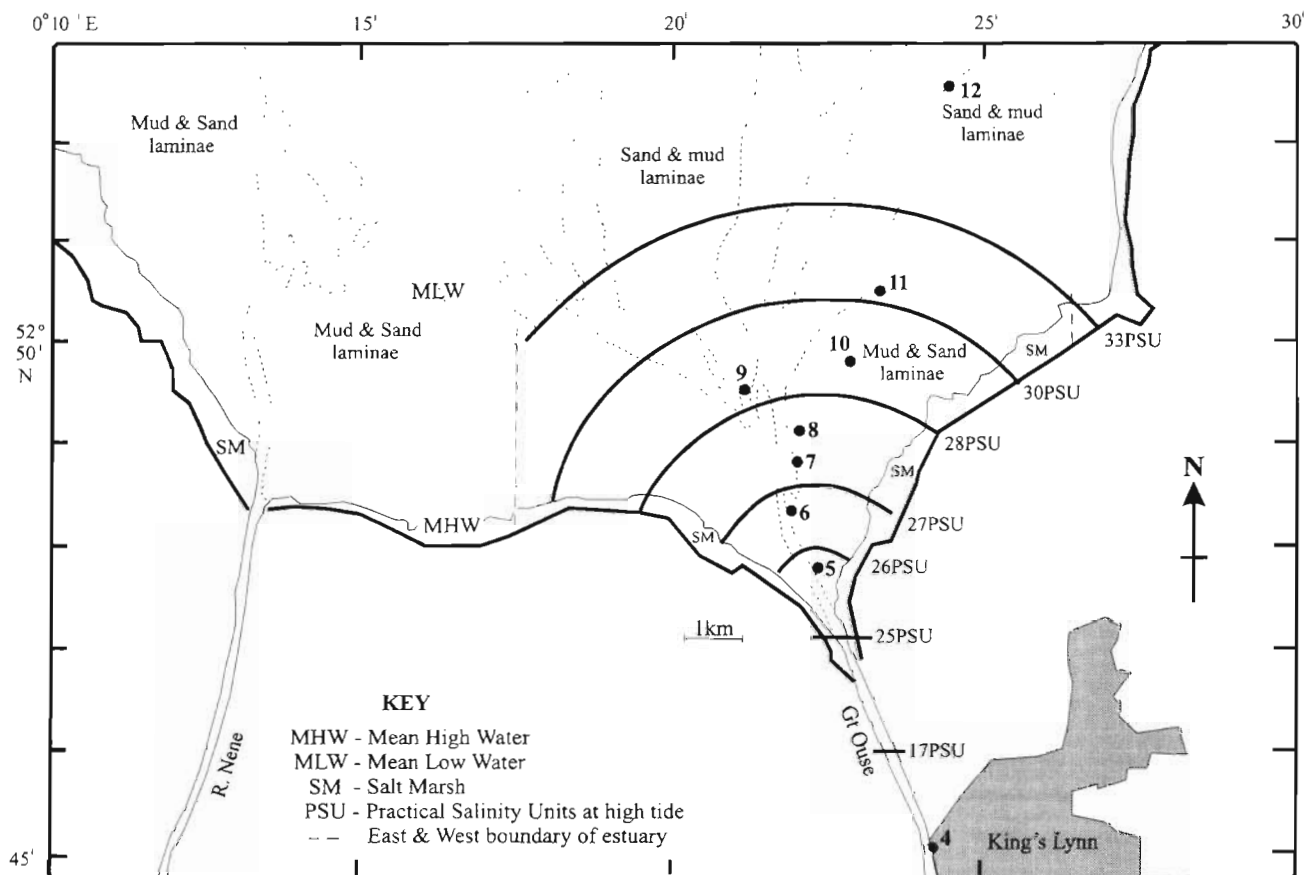 0°10 ' E
15'
20'
25'
30'
12
Mud & Sand
laminae
Sand & mud
laminae
Sand & mud
laminae
MLW
11
Mud & Sand
laminae
52°
50'
N
10
Mud & Sand
laminae
SM
33PSU
9
30PSU
8
28PSU
SM
7
SM
N
6
27PSU
MHW
SM
5
26PSU
1km
25PSU
KEY
MHW - Mean High Water
MLW - Mean Low Water
SM - Salt Marsh
PSU - Practical Salinity Units at high tide
-- East & West boundary of estuary
R. Nene
Gt Ouse
17PSU
4
King's Lynn
45'